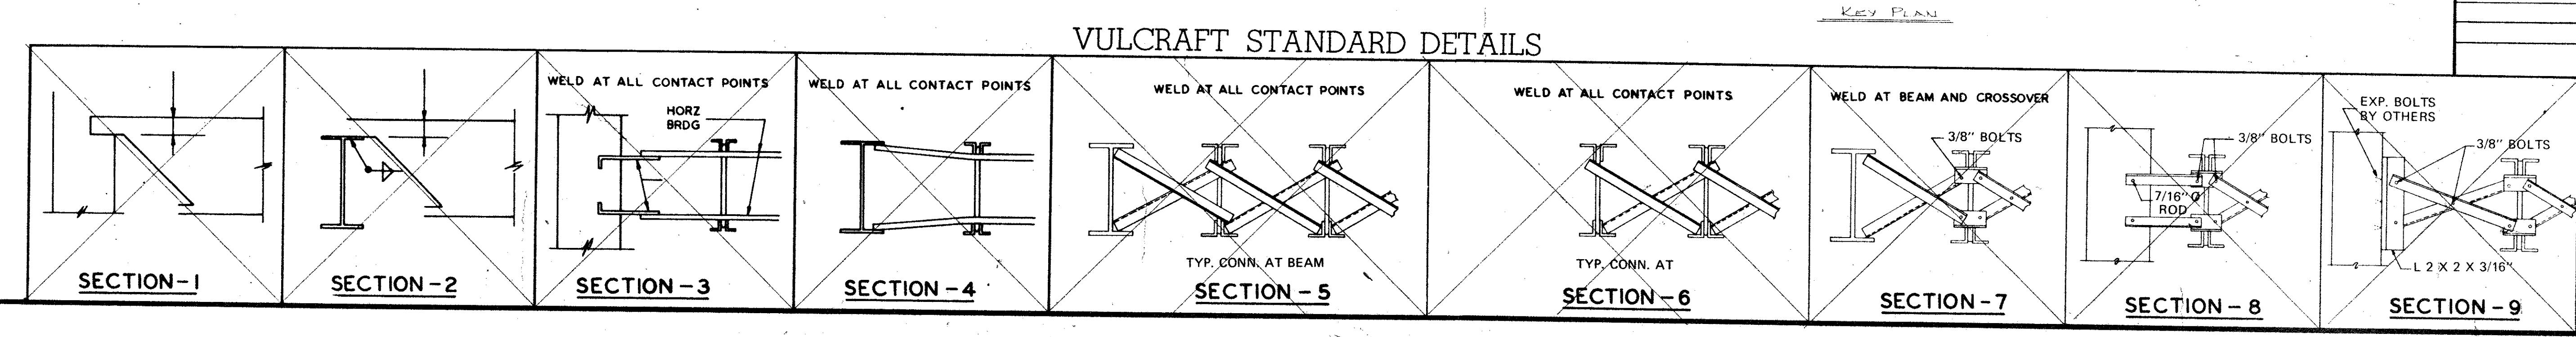 KEY PLAN
VULCRAFT STANDARD DETAILS
SECTION-1
SECTION-2
WELD AT ALL CONTACT POINTS
HORZ
BRDG
SECTION-3
WELD AT ALL CONTACT POINTS
SECTION-4
WELD AT ALL CONTACT POINTS
TYP. CONN. AT BEAM
SECTION-5
WELD AT ALL CONTACT POINTS
TYP. CONN. AT
SECTION-6
WELD AT BEAM AND CROSSOVER
3/8" BOLTS
SECTION-7
3/8" BOLTS
7/16" Ø
ROD
SECTION-8
EXP. BOLTS
BY OTHERS
3/8" BOLTS
L 2 X 2 X 3/16"
SECTION-9